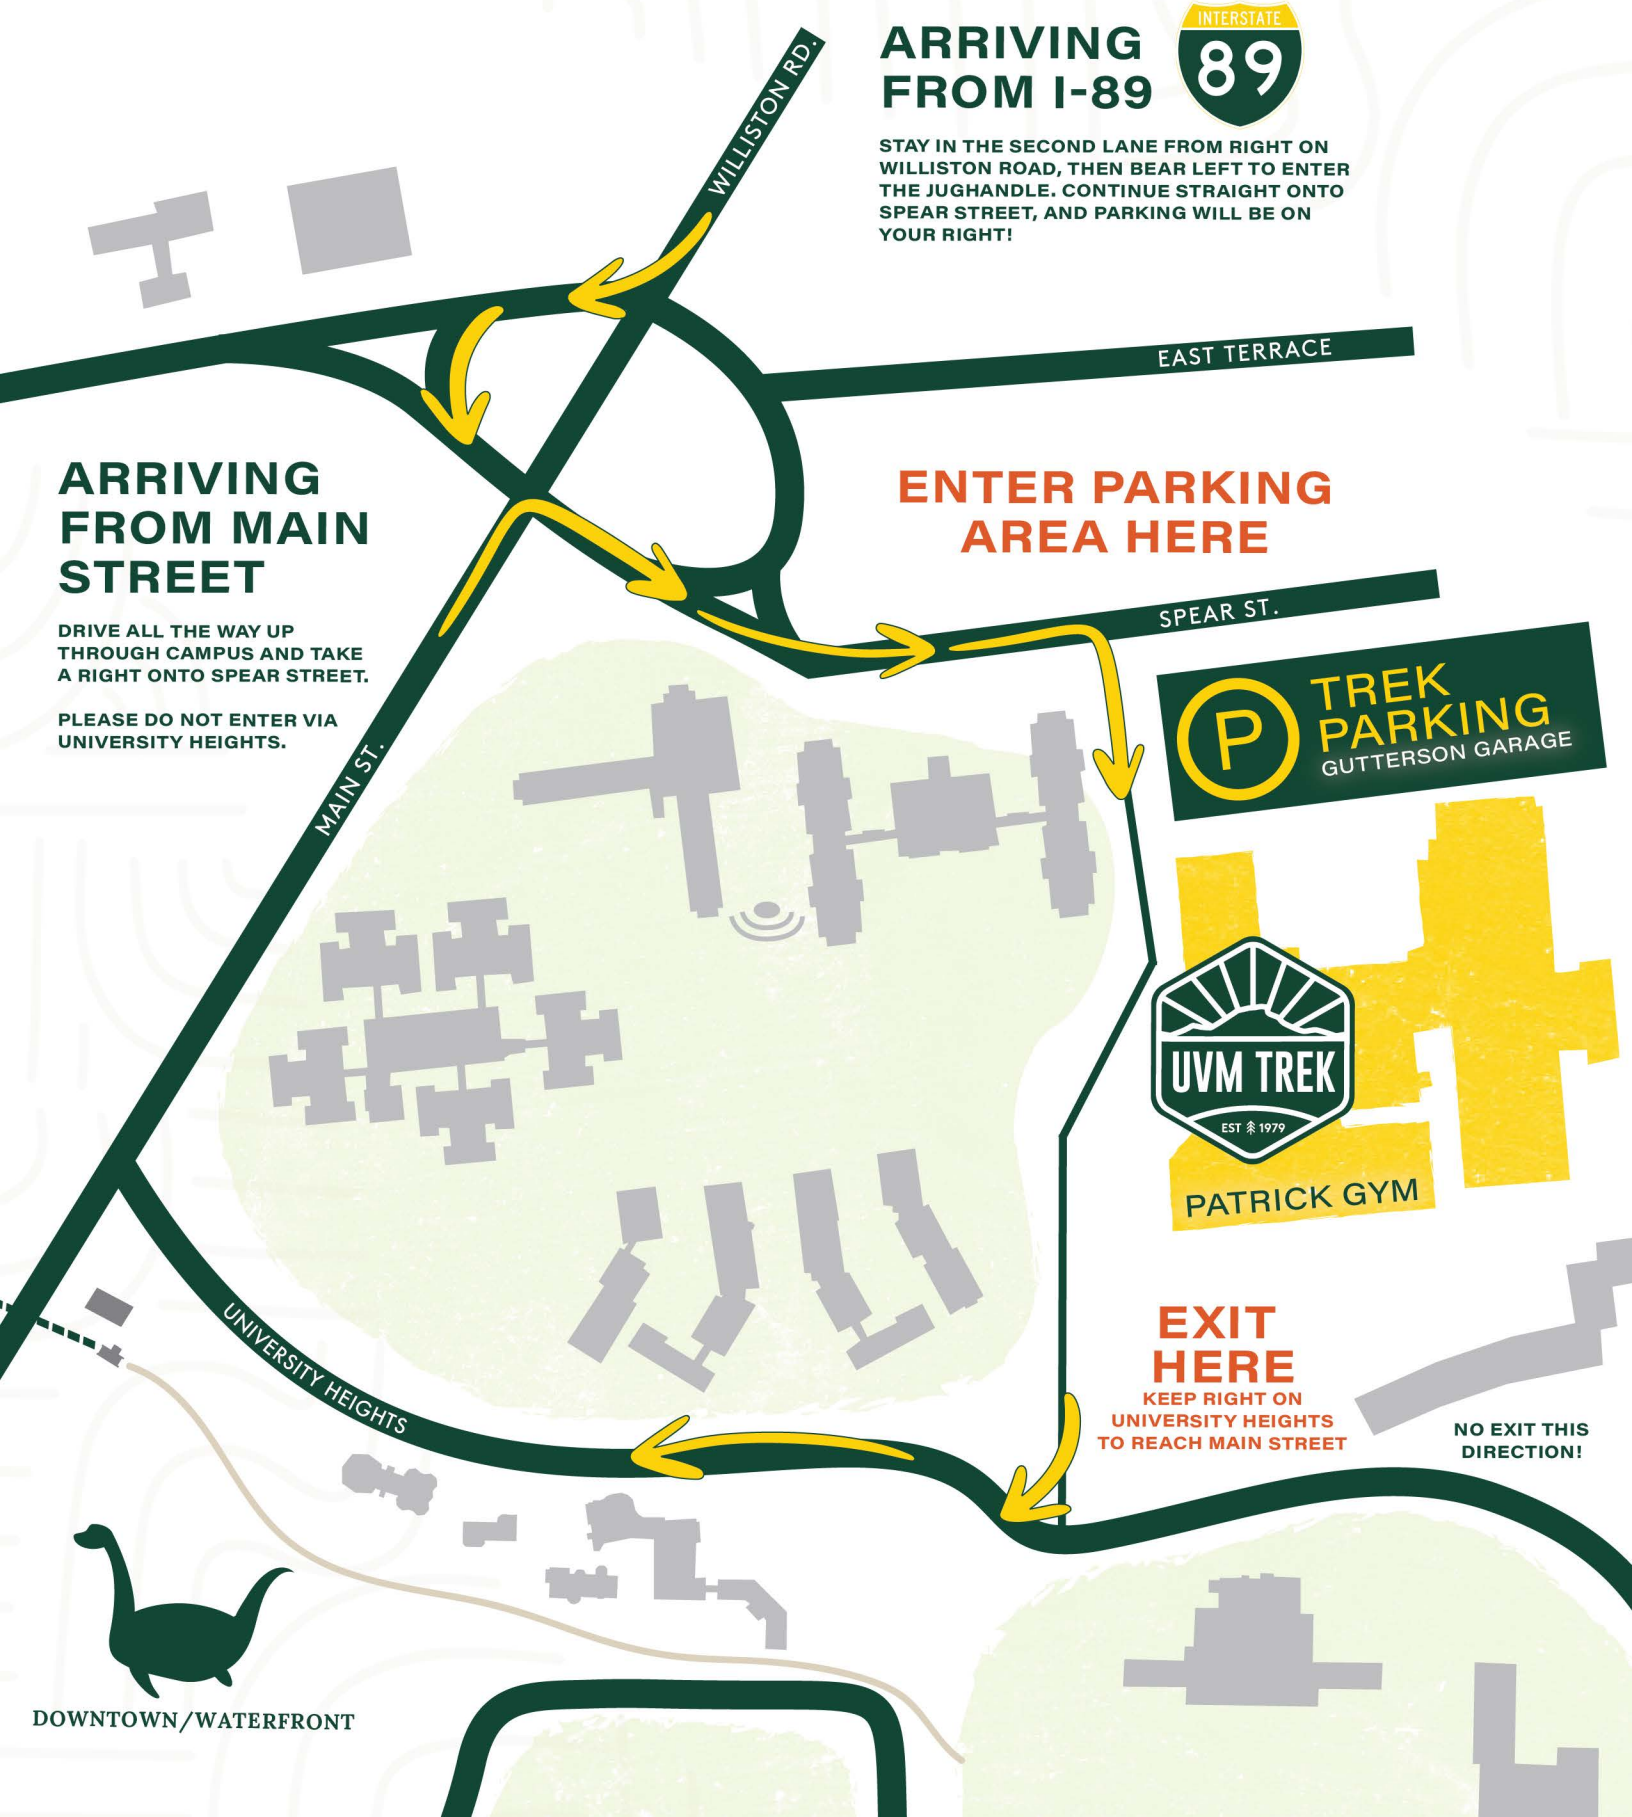 WILLISTON RD.
ARRIVING
FROM I-89
INTERSTATE
89
STAY IN THE SECOND LANE FROM RIGHT ON
WILLISTON ROAD, THEN BEAR LEFT TO ENTER
THE JUGHANDLE. CONTINUE STRAIGHT ONTO
SPEAR STREET, AND PARKING WILL BE ON
YOUR RIGHT!
EAST TERRACE
ARRIVING
FROM MAIN
STREET
DRIVE ALL THE WAY UP
THROUGH CAMPUS AND TAKE
A RIGHT ONTO SPEAR STREET.
PLEASE DO NOT ENTER VIA
UNIVERSITY HEIGHTS.
ENTER PARKING
AREA HERE
SPEAR ST.
P
TREK
PARKING
GUTTERSON GARAGE
MAIN ST.
UVM TREK
EST 1979
PATRICK GYM
UNIVERSITY HEIGHTS
EXIT
HERE
KEEP RIGHT ON
UNIVERSITY HEIGHTS
TO REACH MAIN STREET
NO EXIT THIS
DIRECTION!
DOWNTOWN/WATERFRONT